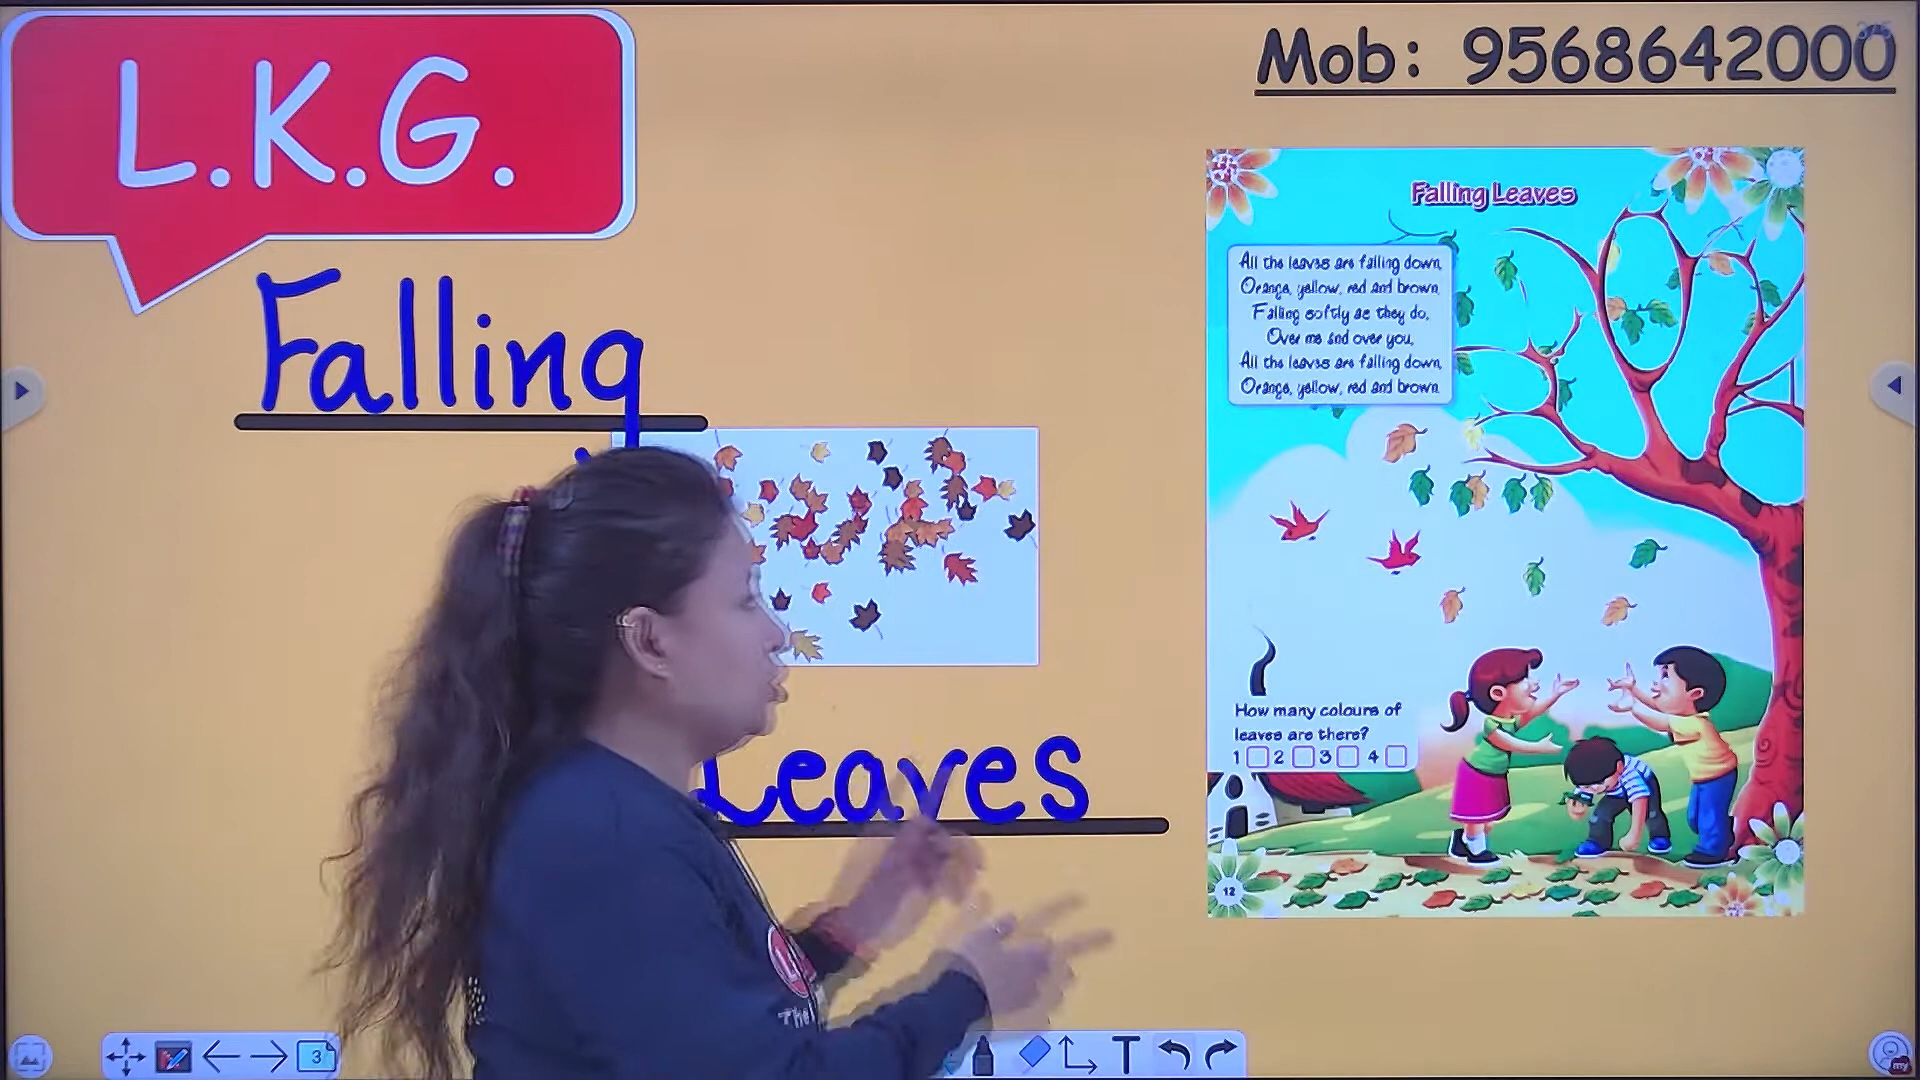 L.K.G.
Mob: 9568642000
Falling
Leaves
Falling Leaves
All the leaves are falling down,
Orange, yellow, red and brown.
Falling softly as they do,
Over me and over you,
All the leaves are falling down,
Orange, yellow, red and brown.
How many colours of
leaves are there?
1 2 3 4
12
The
3
T